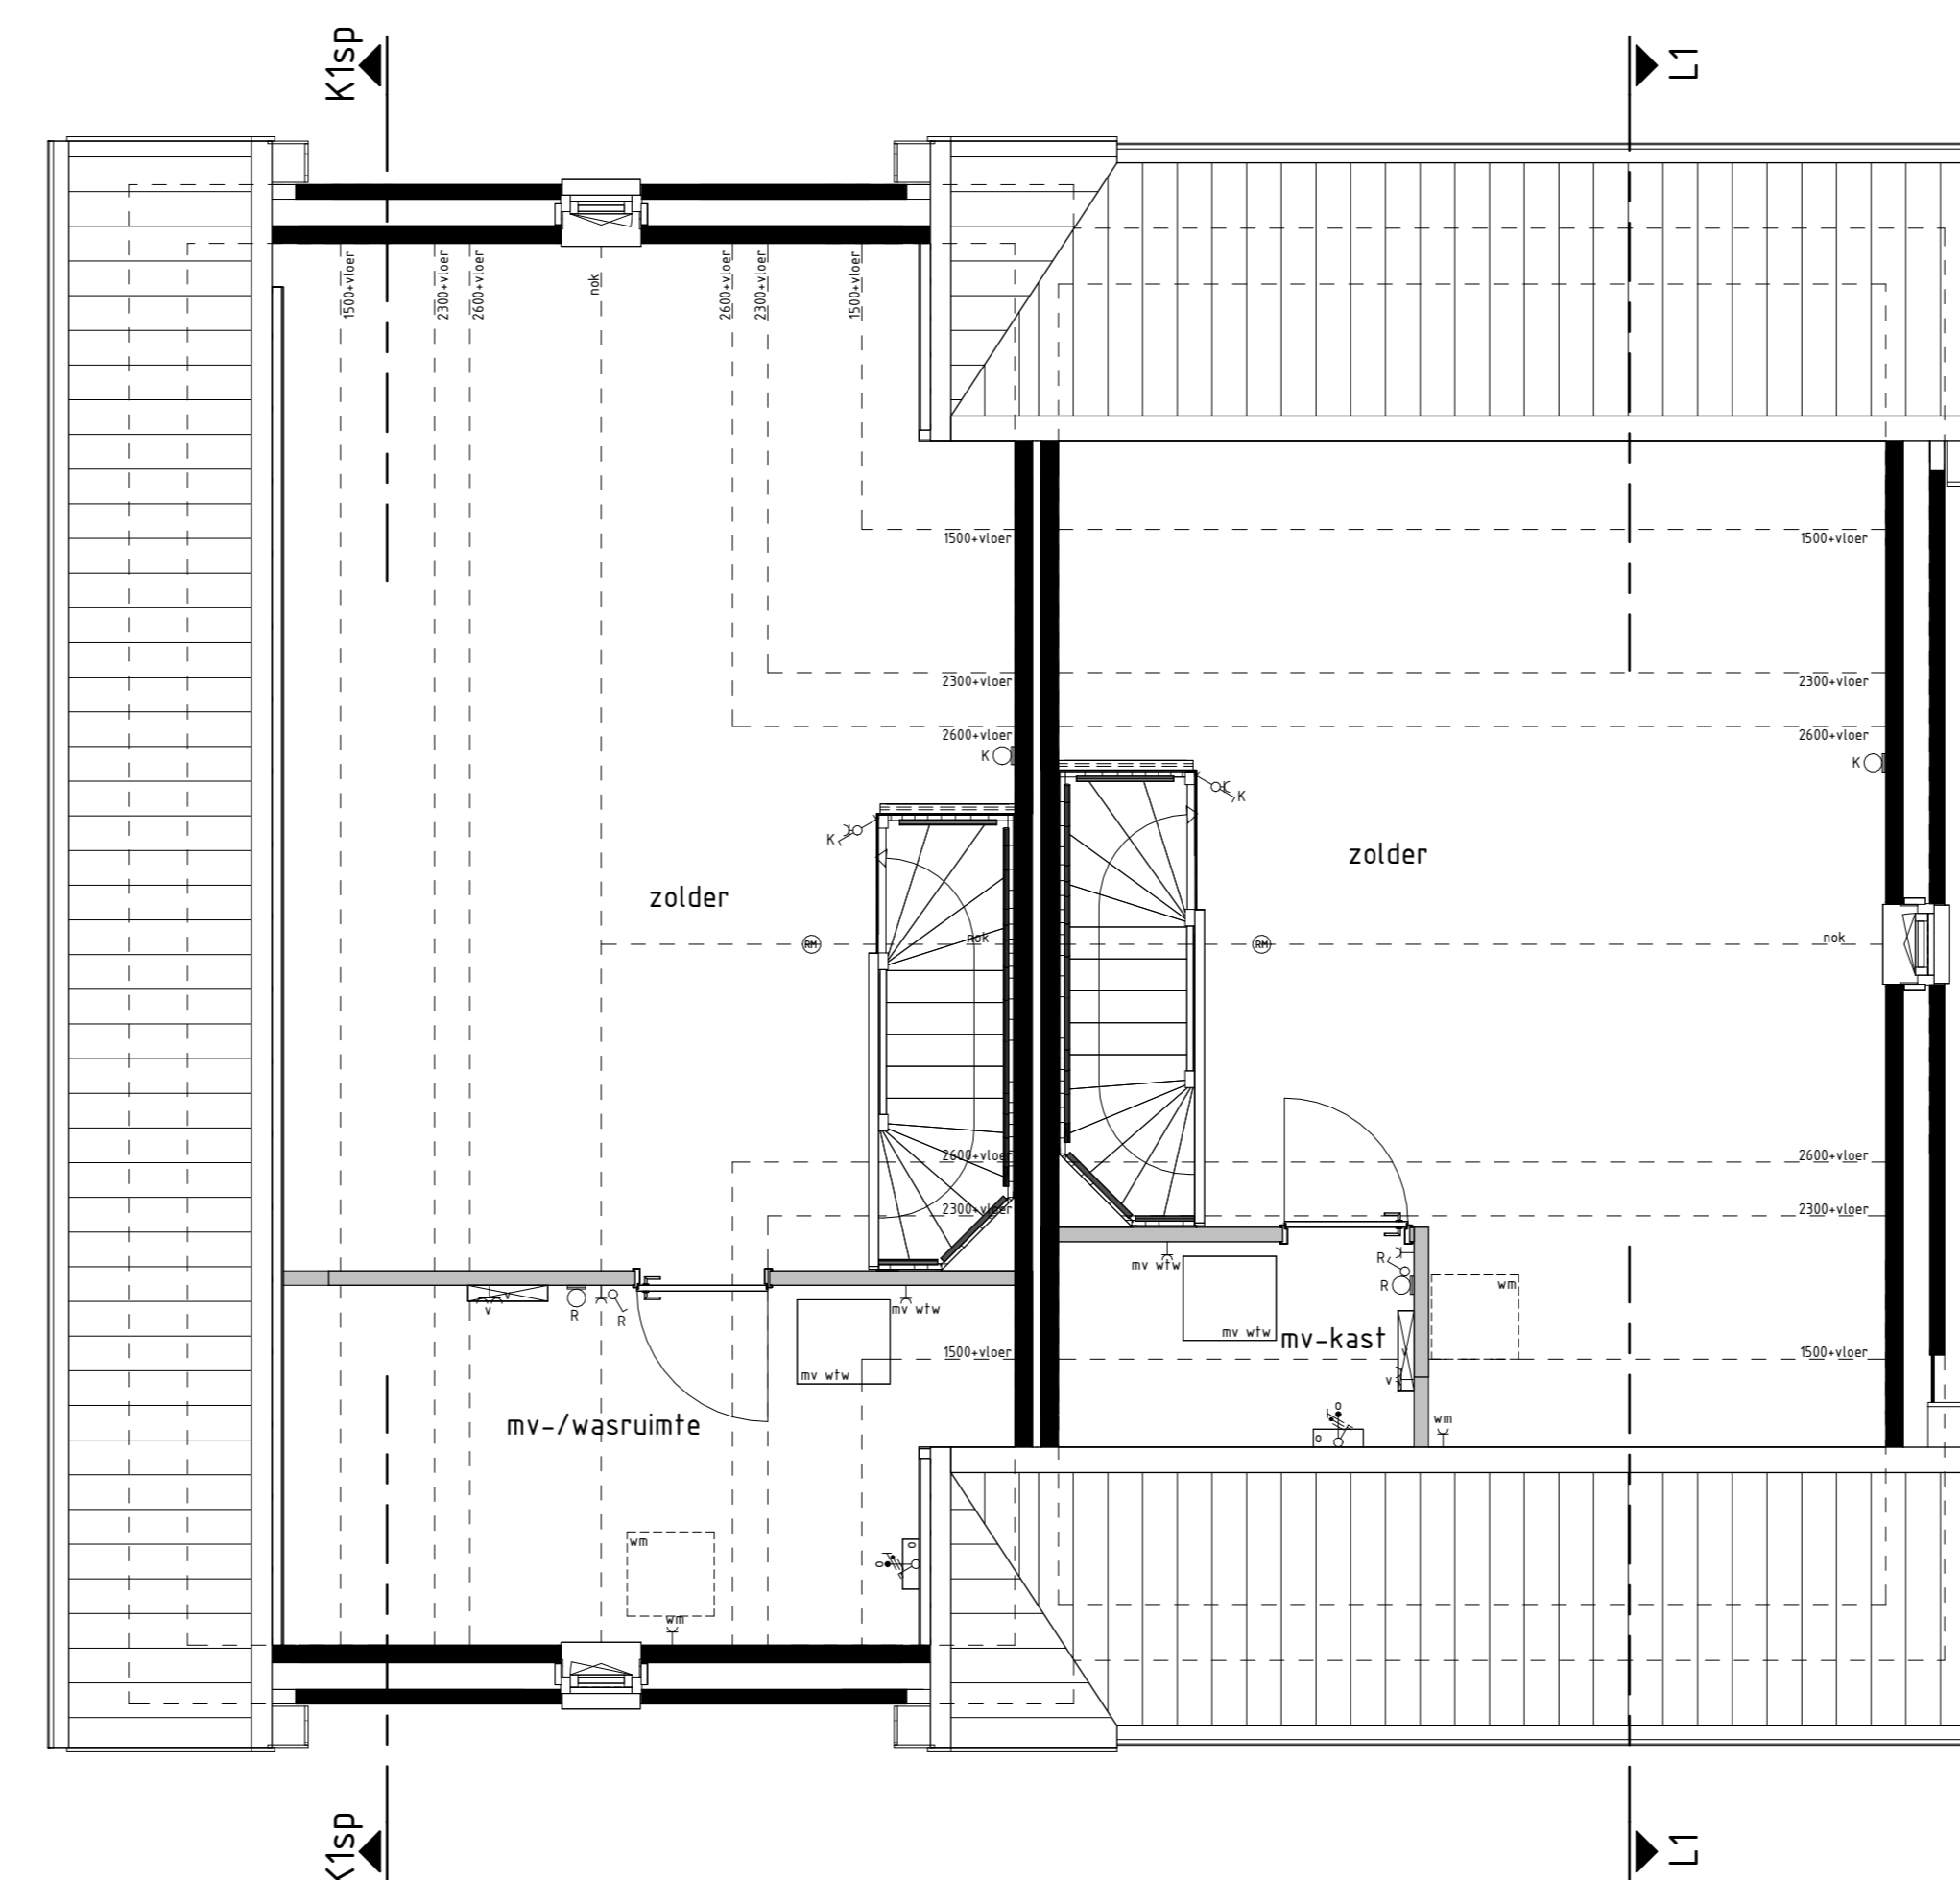 K1sp
L1
1500+vloer
2300+vloer
2600+vloer
nok
2600+vloer
2300+vloer
1500+vloer
1500+vloer
1500+vloer
2300+vloer
2300+vloer
2600+vloer
2600+vloer
K
K
K
K
zolder
zolder
RM
nok
RM
nok
2600+vloer
2600+vloer
2300+vloer
2300+vloer
mv wtw
R
R
wm
v
v
R
R
mv wtw
mv wtw
mv-kast
1500+vloer
1500+vloer
mv wtw
v
v
mv-/wasruimte
o
o
wm
wm
o
o
wm
K1sp
L1